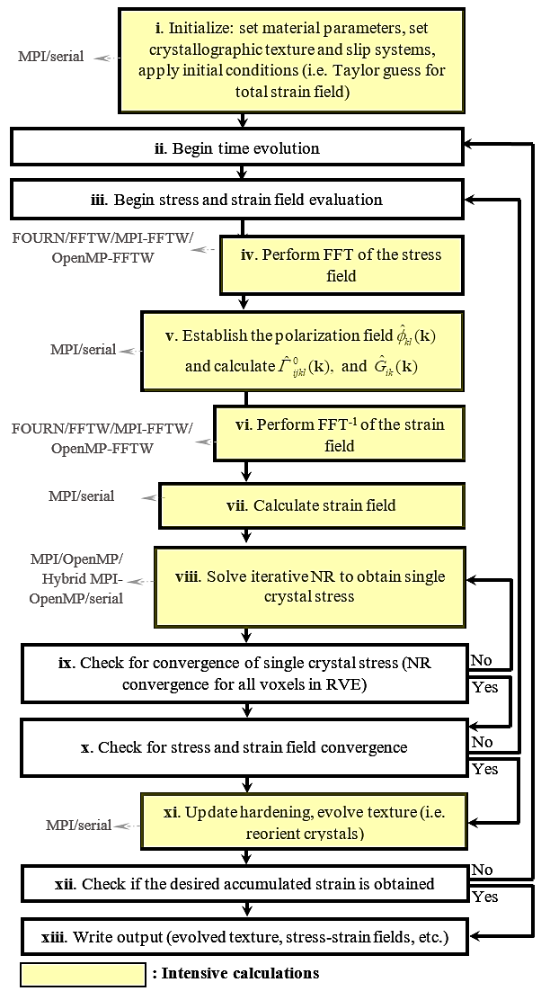 i. Initialize: set material parameters, set
crystallographic texture and slip systems,
apply initial conditions (i.e. Taylor guess for
total strain field)
MPI/serial
ii. Begin time evolution
iii. Begin stress and strain field evaluation
FOURN/FFTW/MPI-FFTW/
OpenMP-FFTW
iv. Perform FFT of the stress
field
v. Establish the polarization field φ̂ₖₗ(k)
and calculate Γ̂⁰ᵢⱼₖₗ(k), and Ĝᵢₖ(k)
MPI/serial
FOURN/FFTW/MPI-FFTW/
OpenMP-FFTW
vi. Perform FFT⁻¹ of the strain
field
MPI/serial
vii. Calculate strain field
MPI/OpenMP/
Hybrid MPI-
OpenMP/serial
viii. Solve iterative NR to obtain single
crystal stress
ix. Check for convergence of single crystal stress (NR
convergence for all voxels in RVE)
No
Yes
x. Check for stress and strain field convergence
No
Yes
MPI/serial
xi. Update hardening, evolve texture (i.e.
reorient crystals)
xii. Check if the desired accumulated strain is obtained
No
Yes
xiii. Write output (evolved texture, stress-strain fields, etc.)
: Intensive calculations